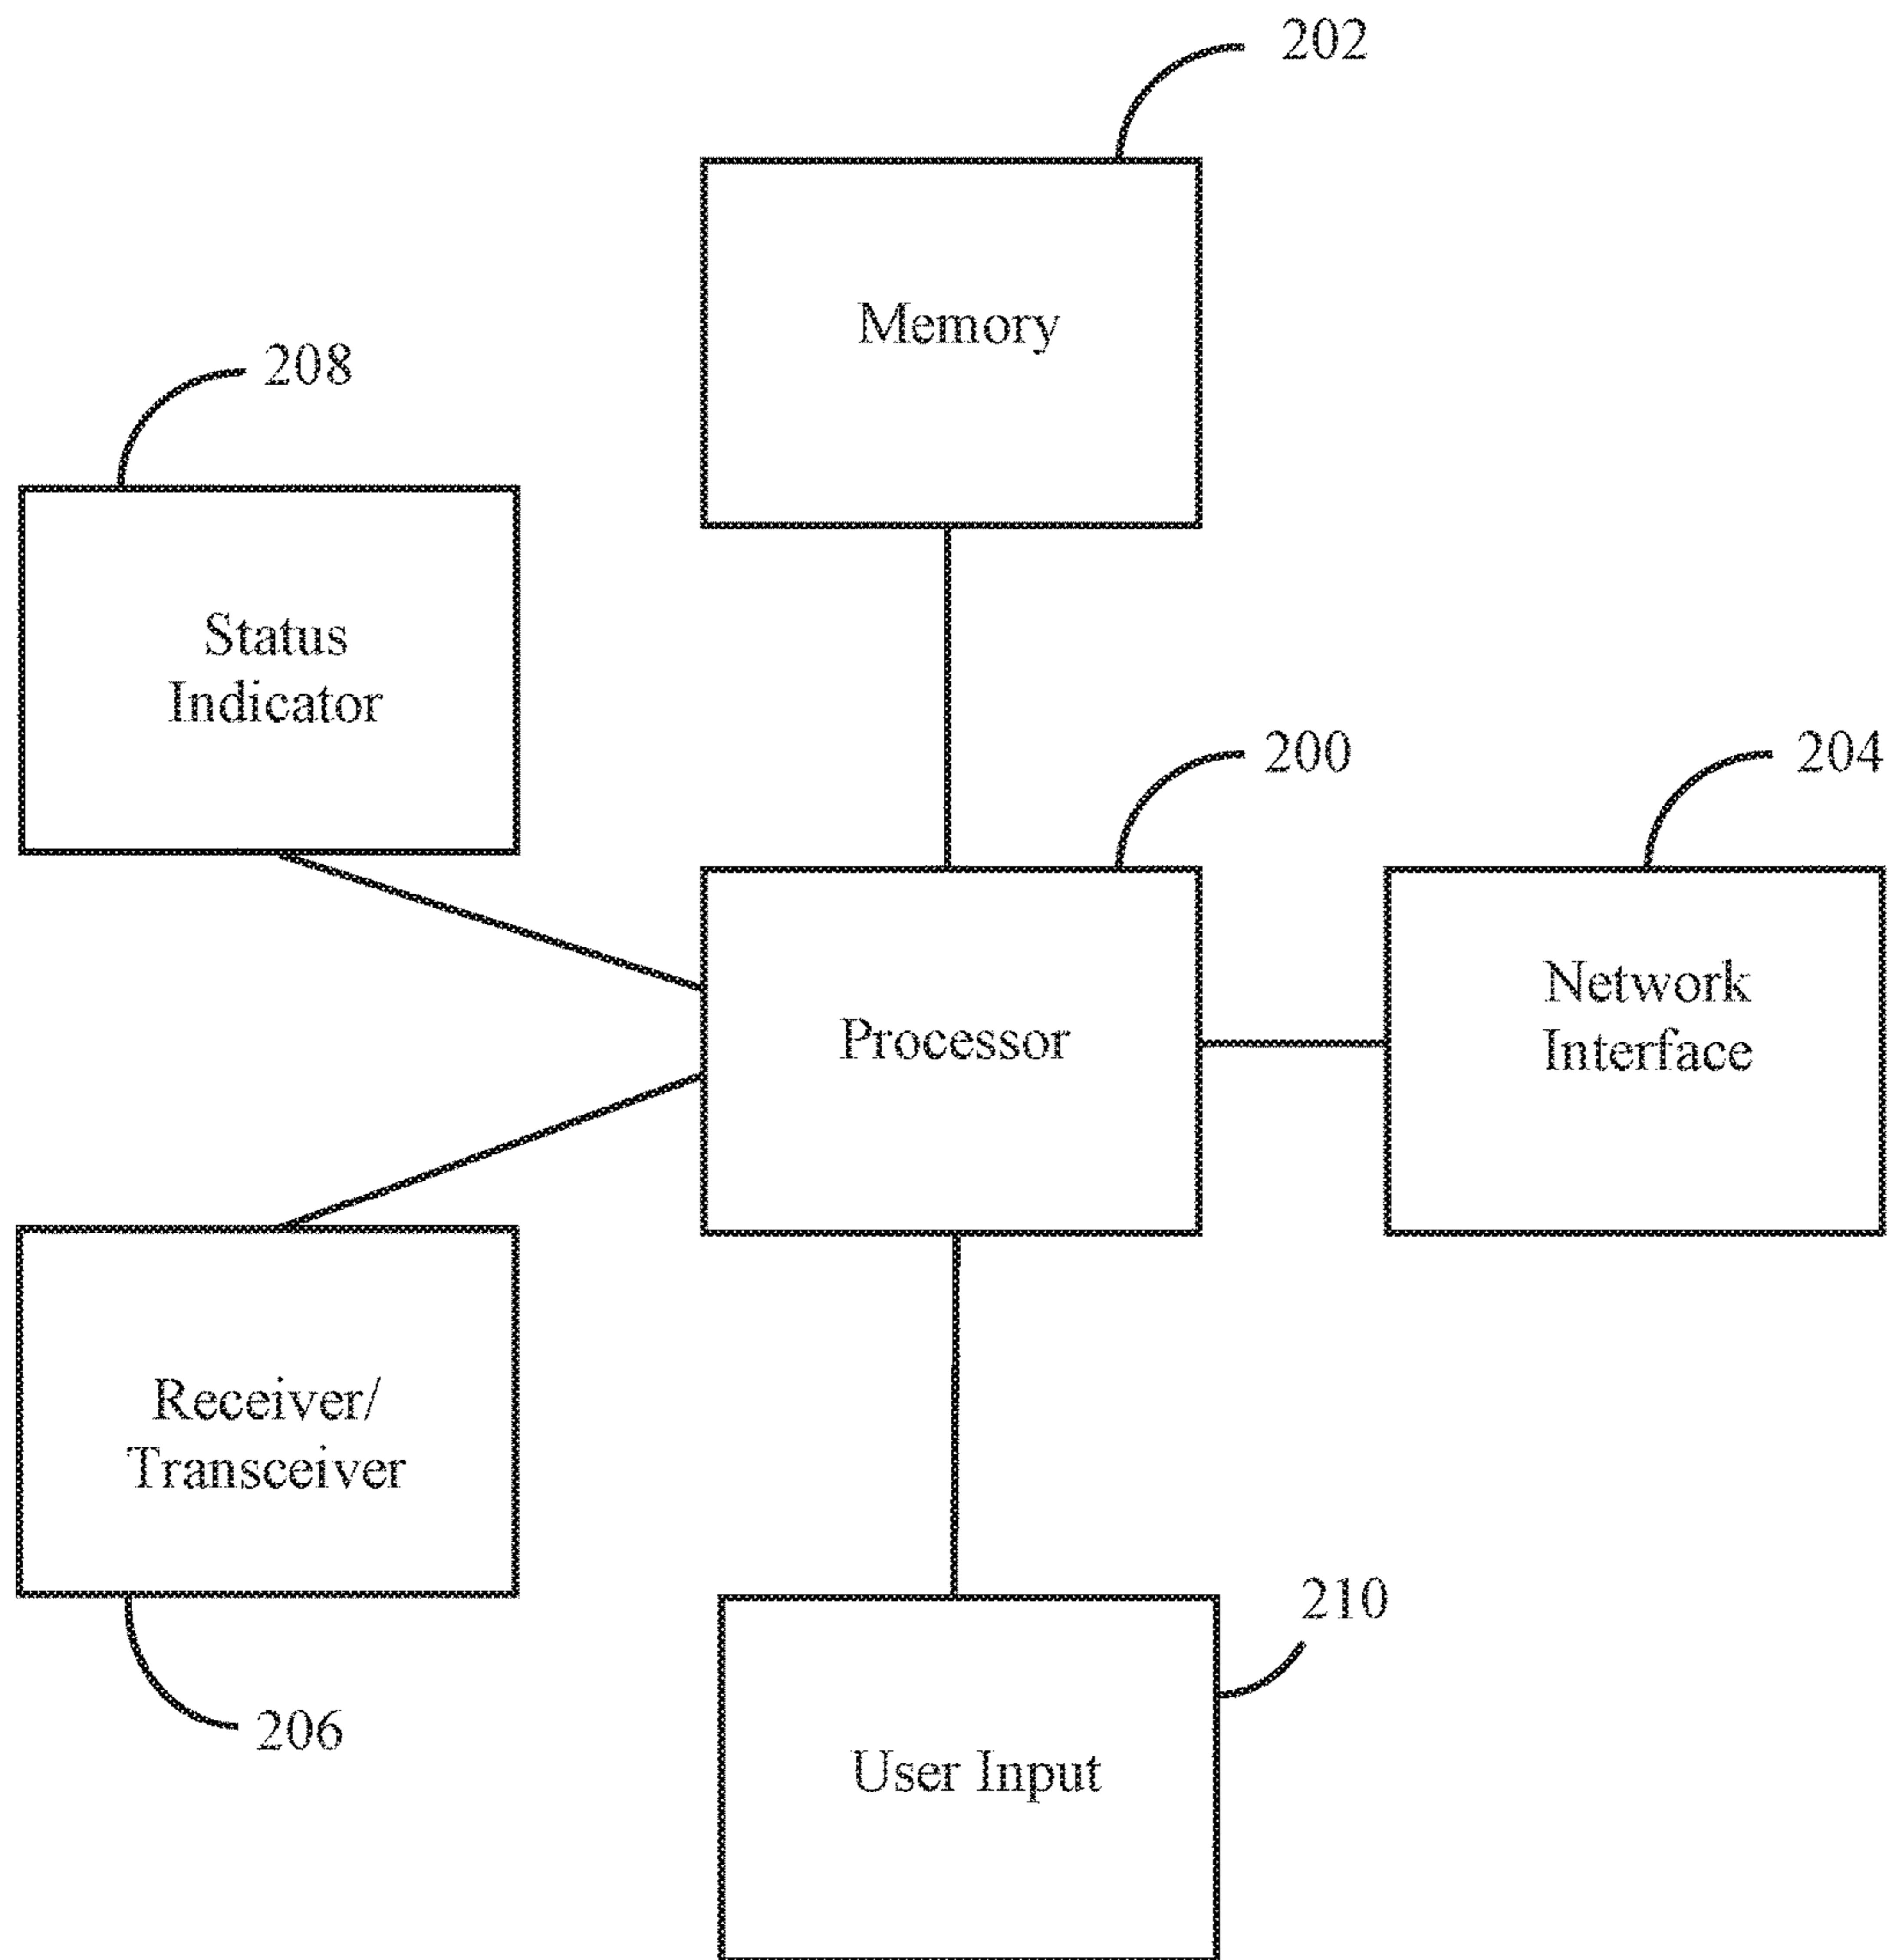 202
Memory
208
Status
Indicator
200
204
Processor
Network
Interface
Receiver/
Transceiver
206
210
User Input